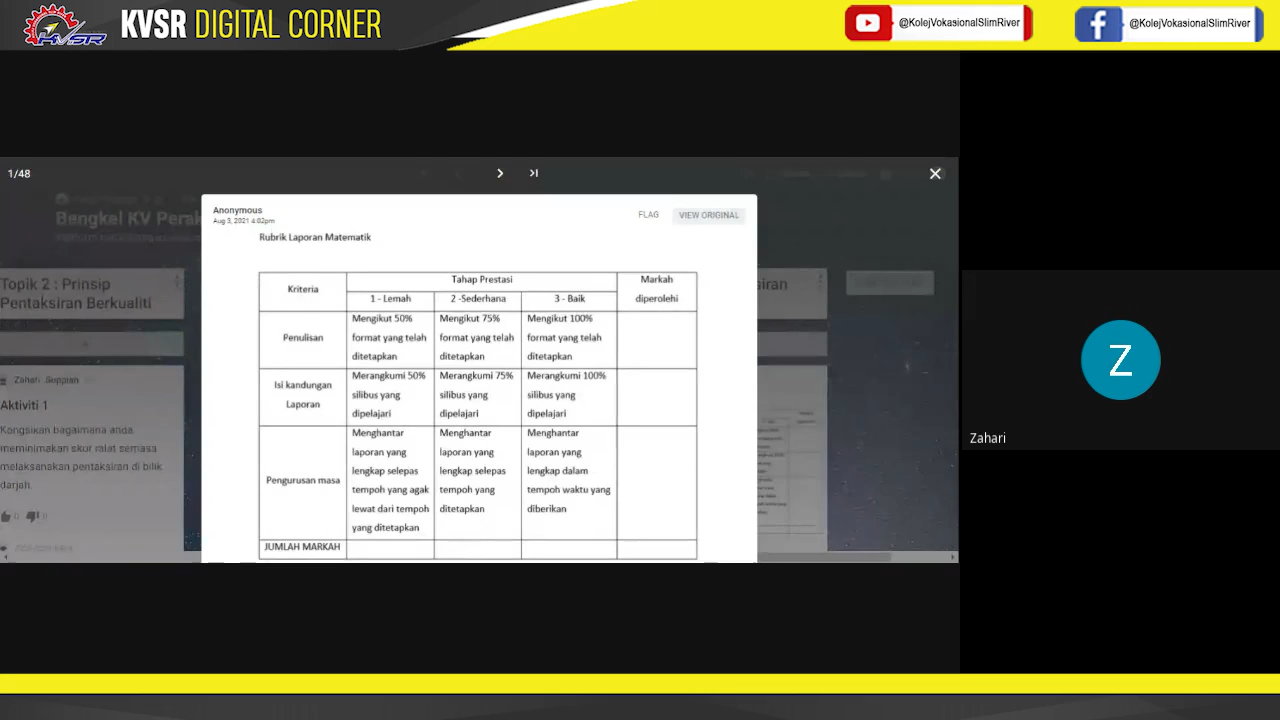 KVSR
KVSR DIGITAL CORNER
@KolejVokasionalSlimRiver
@KolejVokasionalSlimRiver
1/48
Bengkel KV Perak
Topik 2 : Prinsip
Pentaksiran Berkualiti
Zahari
Aktiviti 1
Kongsikan bagaimana anda
meminimakan skor ralat semasa
melaksanakan pentaksiran di bilik
darjah.
0 0
Anonymous
Aug 3, 2021 4:02pm
FLAG
VIEW ORIGINAL
Rubrik Laporan Matematik
Kriteria
Tahap Prestasi
Markah
diperolehi
1 - Lemah
2 -Sederhana
3 - Baik
Penulisan
Mengikut 50%
format yang telah
ditetapkan
Mengikut 75%
format yang telah
ditetapkan
Mengikut 100%
format yang telah
ditetapkan
Isi kandungan
Laporan
Merangkumi 50%
silibus yang
dipelajari
Merangkumi 75%
silibus yang
dipelajari
Merangkumi 100%
silibus yang
dipelajari
Pengurusan masa
Menghantar
laporan yang
lengkap selepas
tempoh yang agak
lewat dari tempoh
yang ditetapkan
Menghantar
laporan yang
lengkap selepas
tempoh yang
ditetapkan
Menghantar
laporan yang
lengkap dalam
tempoh waktu yang
diberikan
JUMLAH MARKAH
Z
Zahari